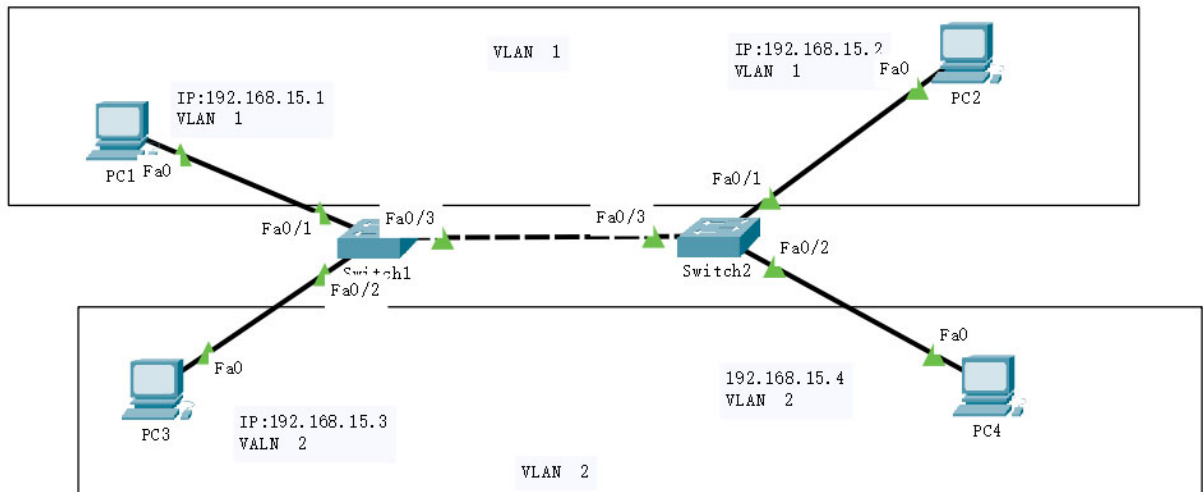 VLAN 1
IP:192.168.15.2
VLAN 1
Fa0
PC2
IP:192.168.15.1
VLAN 1
PC1
Fa0
Fa0/1
Fa0/3
Switch1
Fa0/2
Fa0/3
Fa0/1
Switch2
Fa0/2
Fa0
PC3
IP:192.168.15.3
VALN 2
192.168.15.4
VLAN 2
Fa0
PC4
VLAN 2